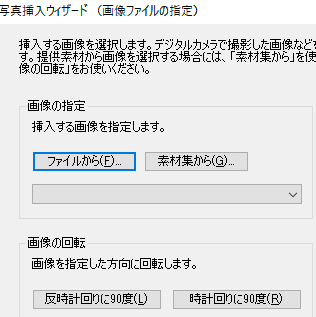 写真挿入ウィザード （画像ファイルの指定）
挿入する画像を選択します。デジタルカメラで撮影した画像など
す。提供素材から画像を選択する場合には、「素材集から」を使
像の回転」をお使いください。
画像の指定
挿入する画像を指定します。
ファイルから(F)... 素材集から(G)...
画像の回転
画像を指定した方向に回転します。
反時計回りに90度(L) 時計回りに90度(R)